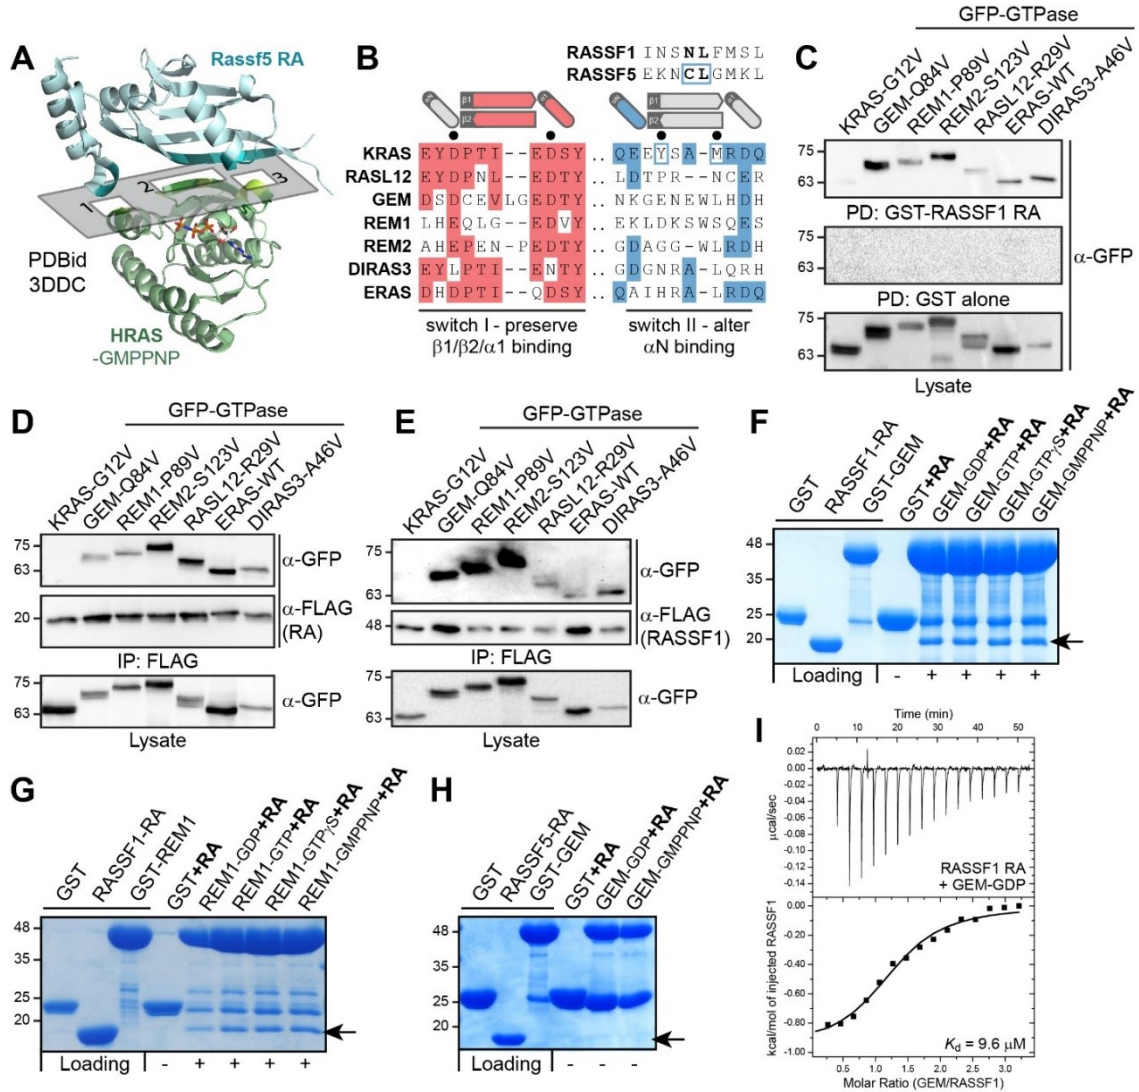 A
Rassf5 RA
2
3
1
PDBid
3DDC
HRAS
-GMPPNP
B
RASSF1 INSNLFMSL
RASSF5 EKNCLGMKL
αN β1 α1 αN β1
β2 β2
KRAS EYDPTI--EDSY .. QEEYSA-MRDQ
RASL12 EYDPNL--EDTY .. LDTPR--NCER
GEM DSDCEVLGEDTY .. KWENEWLHDH
REM1 LHEQLG--EDVY .. EKLDKSWSQES
REM2 AHEPEN-PEDTY .. GDAGG-WLRDH
DIRAS3 EYLPTI--ENTY .. GDGNRA-LQRH
ERAS DHDPTI--QDSY .. QAIHRA-LRDQ
switch I - preserve
β1/β2/α1 binding
switch II - alter
αN binding
C
GFP-GTPase
KRAS-G12V
GEM-Q84V
REM1-P89V
REM2-S123V
RASL12-R29V
ERAS-WT
DIRAS3-A46V
75
63
PD: GST-RASSF1 RA
75
63
α-GFP
PD: GST alone
75
63
Lysate
D
GFP-GTPase
KRAS-G12V
GEM-Q84V
REM1-P89V
REM2-S123V
RASL12-R29V
ERAS-WT
DIRAS3-A46V
75
63
α-GFP
20
α-FLAG
(RA)
IP: FLAG
75
63
α-GFP
Lysate
E
GFP-GTPase
KRAS-G12V
GEM-Q84V
REM1-P89V
REM2-S123V
RASL12-R29V
ERAS-WT
DIRAS3-A46V
75
63
α-GFP
48
α-FLAG
(RASSF1)
IP: FLAG
75
63
α-GFP
Lysate
F
GST
RASSF1-RA
GST-GEM
GST+RA
GEM-GDP+RA
GEM-GTP+RA
GEM-GTPγS+RA
GEM-GMPPNP+RA
48
35
25
20
Loading - + + + +
G
GST
RASSF1-RA
GST-REM1
GST+RA
REM1-GDP+RA
REM1-GTP+RA
REM1-GTPγS+RA
REM1-GMPPNP+RA
48
35
25
20
Loading - + + + +
H
GST
RASSF5-RA
GST-GEM
GST+RA
GEM-GDP+RA
GEM-GMPPNP+RA
48
35
25
20
Loading - - -
I
Time (min)
0 10 20 30 40 50
0.02
0.00
-0.02
-0.04
-0.06
-0.08
-0.10
-0.12
-0.14
μcal/sec
RASSF1 RA
+ GEM-GDP
0.00
-0.20
-0.40
-0.60
-0.80
-1.00
kcal/mol of injected RASSF1
Kd = 9.6 μM
0.5 1.0 1.5 2.0 2.5 3.0
Molar Ratio (GEM/RASSF1)